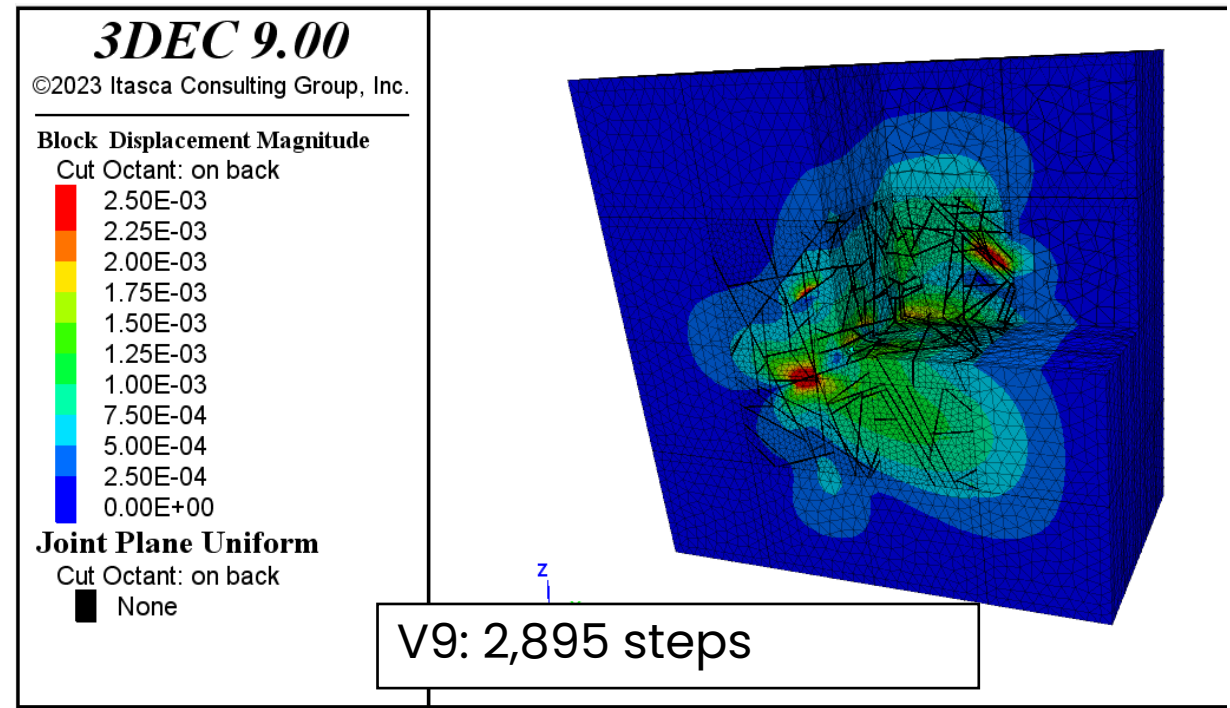 3DEC 9.00
©2023 Itasca Consulting Group, Inc.
Block Displacement Magnitude
Cut Octant: on back
2.50E-03
2.25E-03
2.00E-03
1.75E-03
1.50E-03
1.25E-03
1.00E-03
7.50E-04
5.00E-04
2.50E-04
0.00E+00
Joint Plane Uniform
Cut Octant: on back
None
z
V9: 2,895 steps